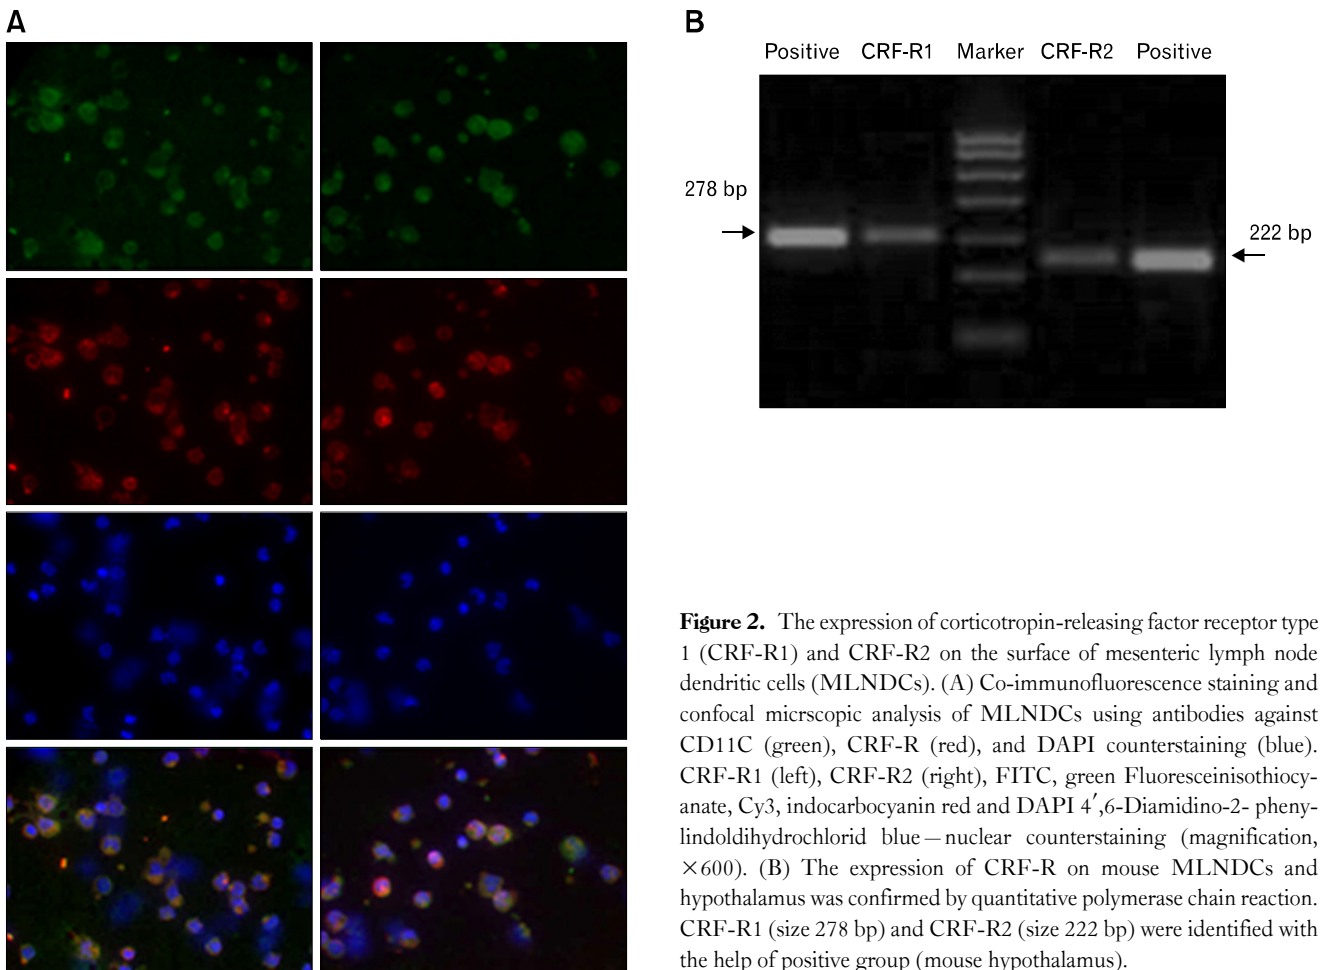 A
B
Positive CRF-R1 Marker CRF-R2 Positive
278 bp
222 bp
Figure 2. The expression of corticotropin-releasing factor receptor type
1 (CRF-R1) and CRF-R2 on the surface of mesenteric lymph node
dendritic cells (MLNDCs). (A) Co-immunofluorescence staining and
confocal micrscopic analysis of MLNDCs using antibodies against
CD11C (green), CRF-R (red), and DAPI counterstaining (blue).
CRF-R1 (left), CRF-R2 (right), FITC, green Fluoresceinisothiocy-
anate, Cy3, indocarbocyanin red and DAPI 4′,6-Diamidino-2- pheny-
lindoldihydrochlorid blue—nuclear counterstaining (magnification,
×600). (B) The expression of CRF-R on mouse MLNDCs and
hypothalamus was confirmed by quantitative polymerase chain reaction.
CRF-R1 (size 278 bp) and CRF-R2 (size 222 bp) were identified with
the help of positive group (mouse hypothalamus).